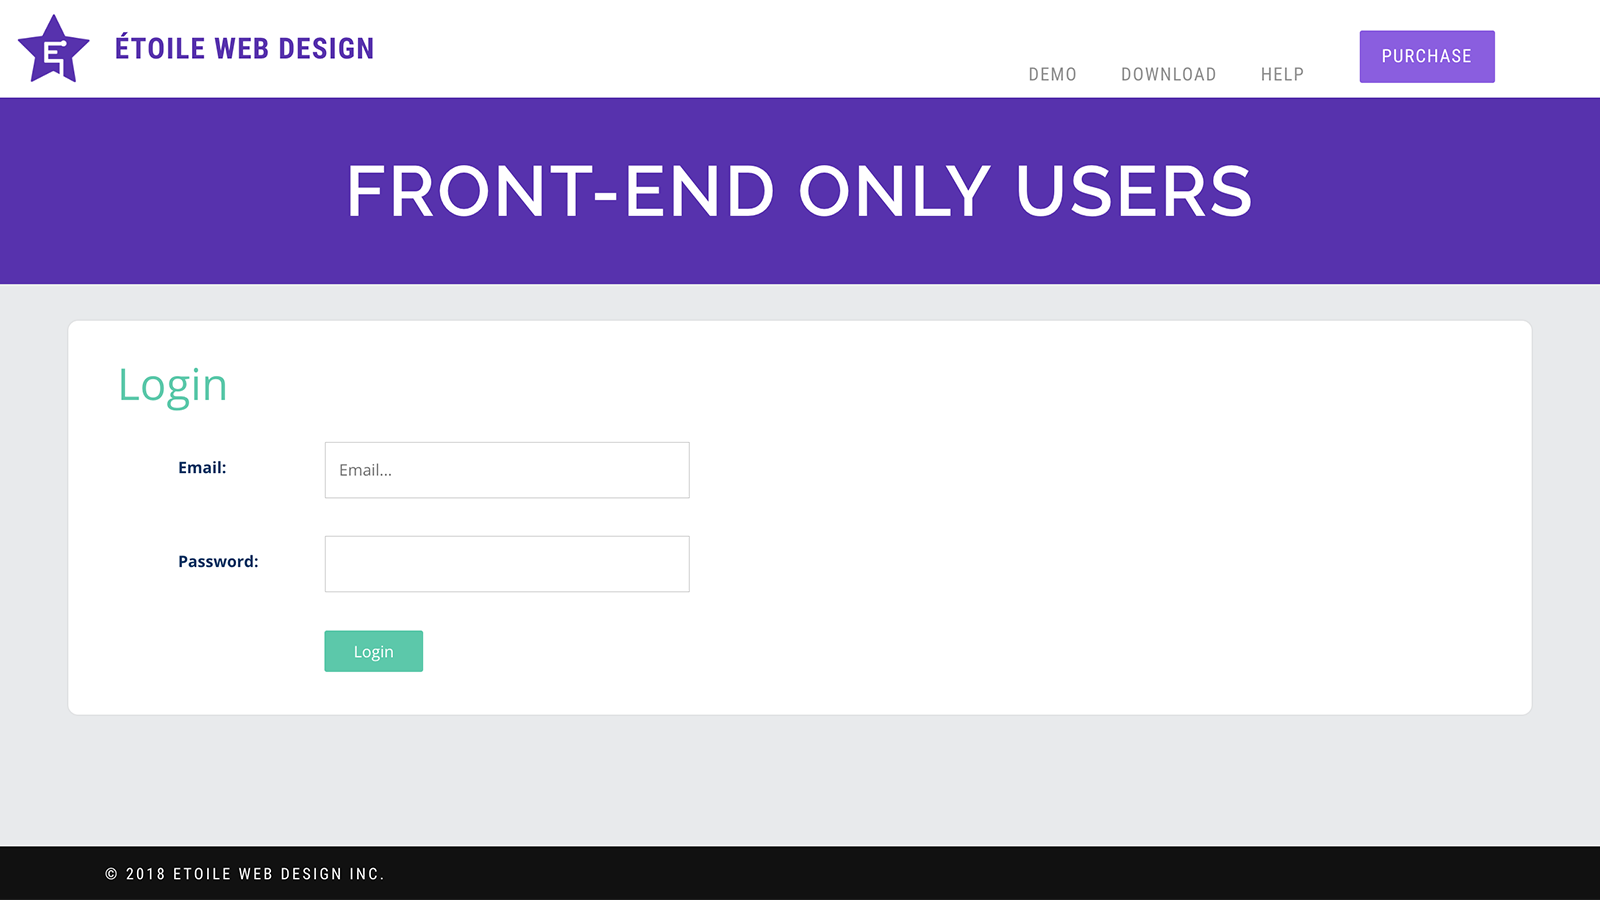 ÉTOILE WEB DESIGN
DEMO DOWNLOAD HELP PURCHASE
FRONT-END ONLY USERS
Login
Email: Email...
Password:
Login
© 2018 ETOILE WEB DESIGN INC.